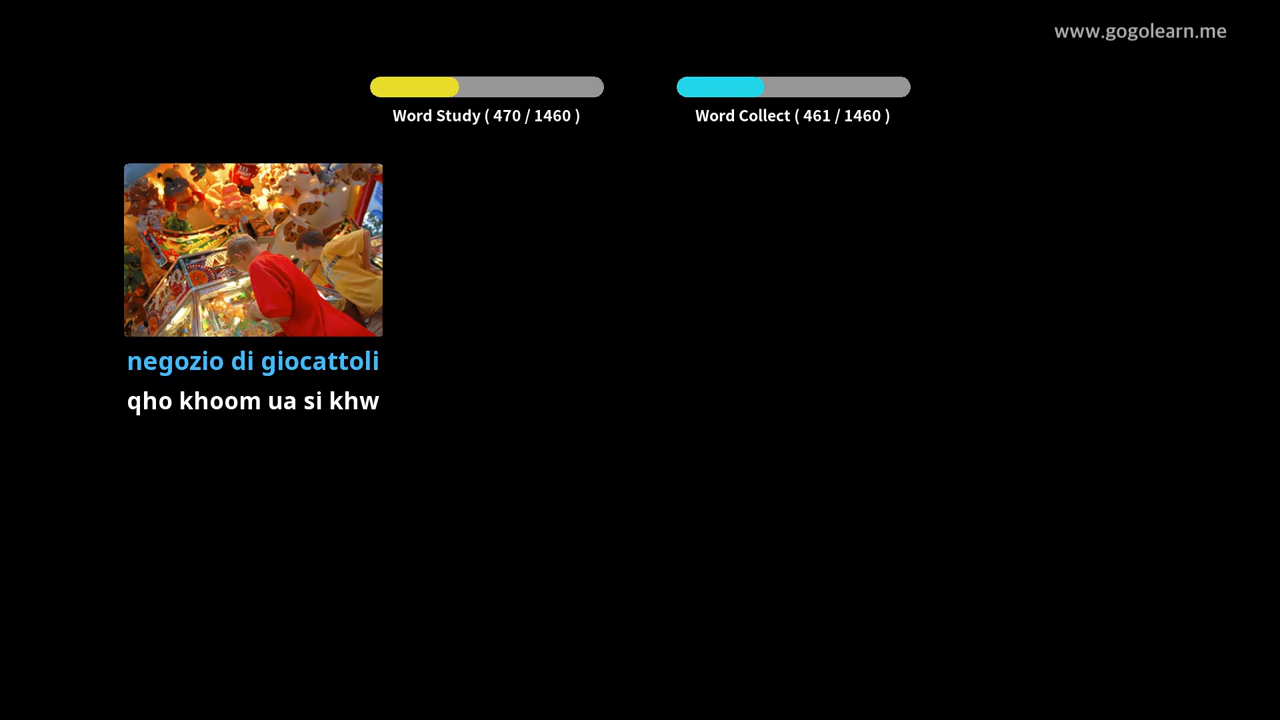 www.gogolearn.me
Word Study ( 470 / 1460 )
Word Collect ( 461 / 1460 )
negozio di giocattoli
qho khoom ua si khw